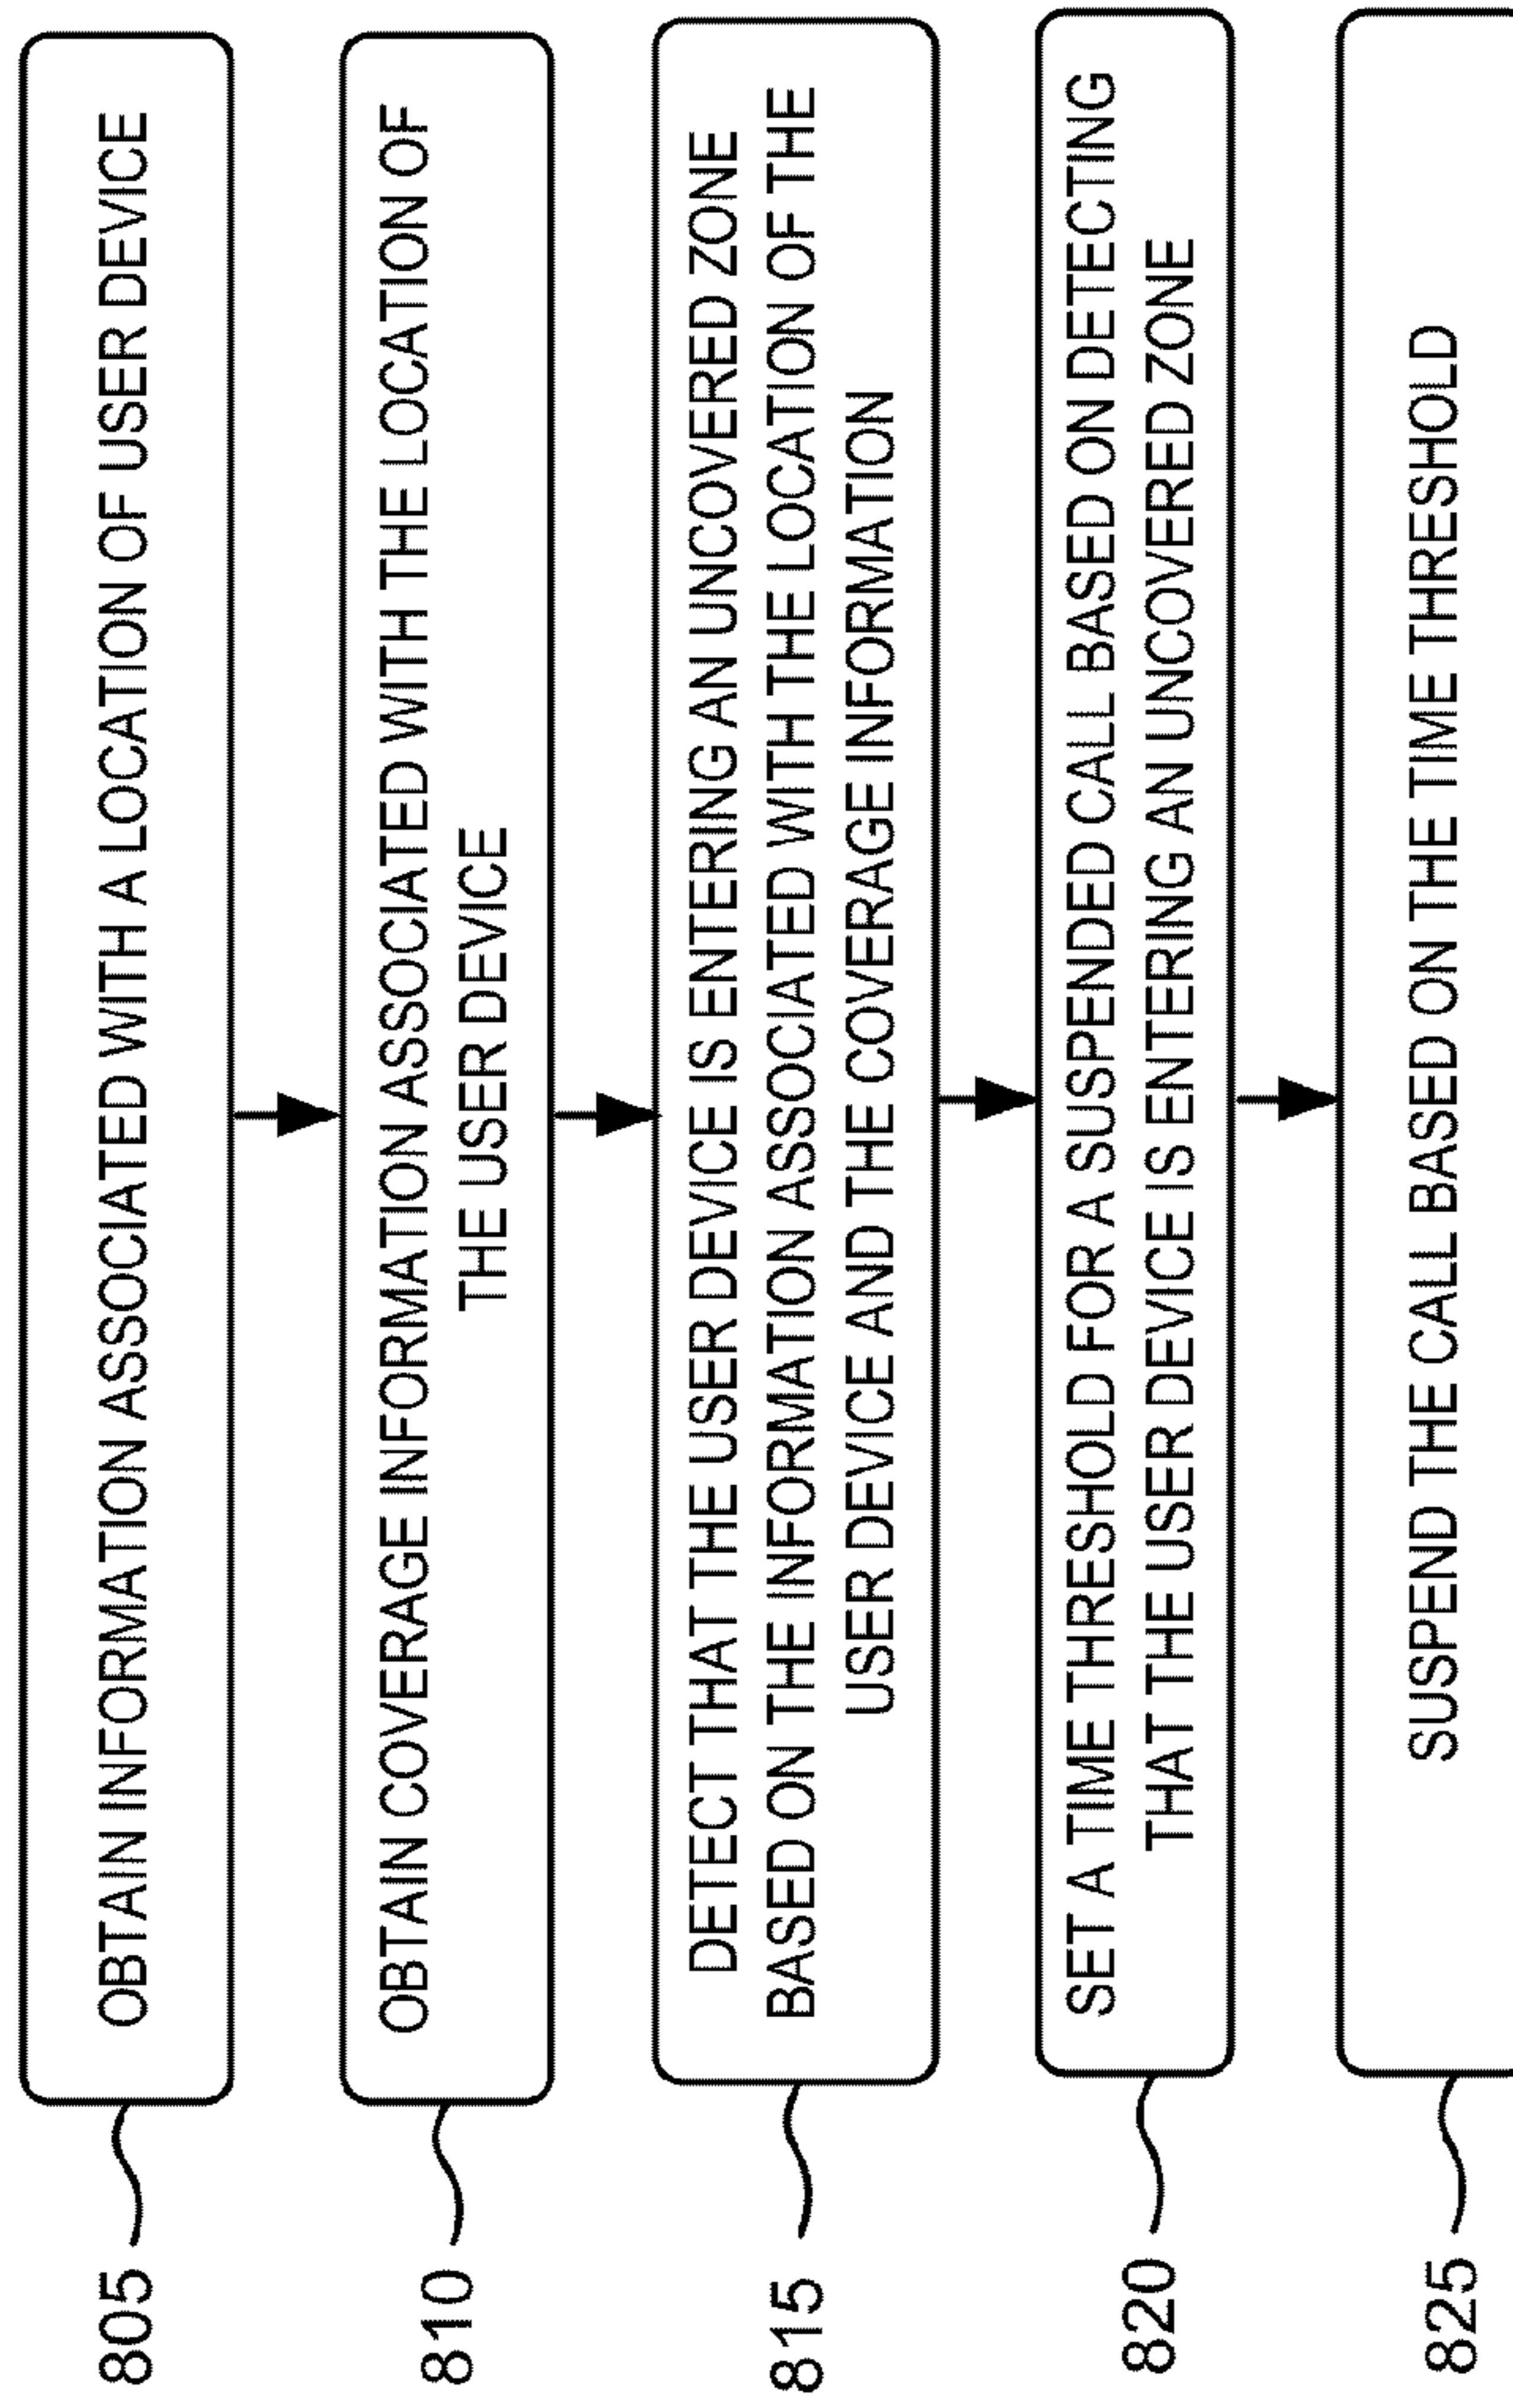 805
OBTAIN INFORMATION ASSOCIATED WITH A LOCATION OF USER DEVICE
810
OBTAIN COVERAGE INFORMATION ASSOCIATED WITH THE LOCATION OF
THE USER DEVICE
815
DETECT THAT THE USER DEVICE IS ENTERING AN UNCOVERED ZONE
BASED ON THE INFORMATION ASSOCIATED WITH THE LOCATION OF THE
USER DEVICE AND THE COVERAGE INFORMATION
820
SET A TIME THRESHOLD FOR A SUSPENDED CALL BASED ON DETECTING
THAT THE USER DEVICE IS ENTERING AN UNCOVERED ZONE
825
SUSPEND THE CALL BASED ON THE TIME THRESHOLD